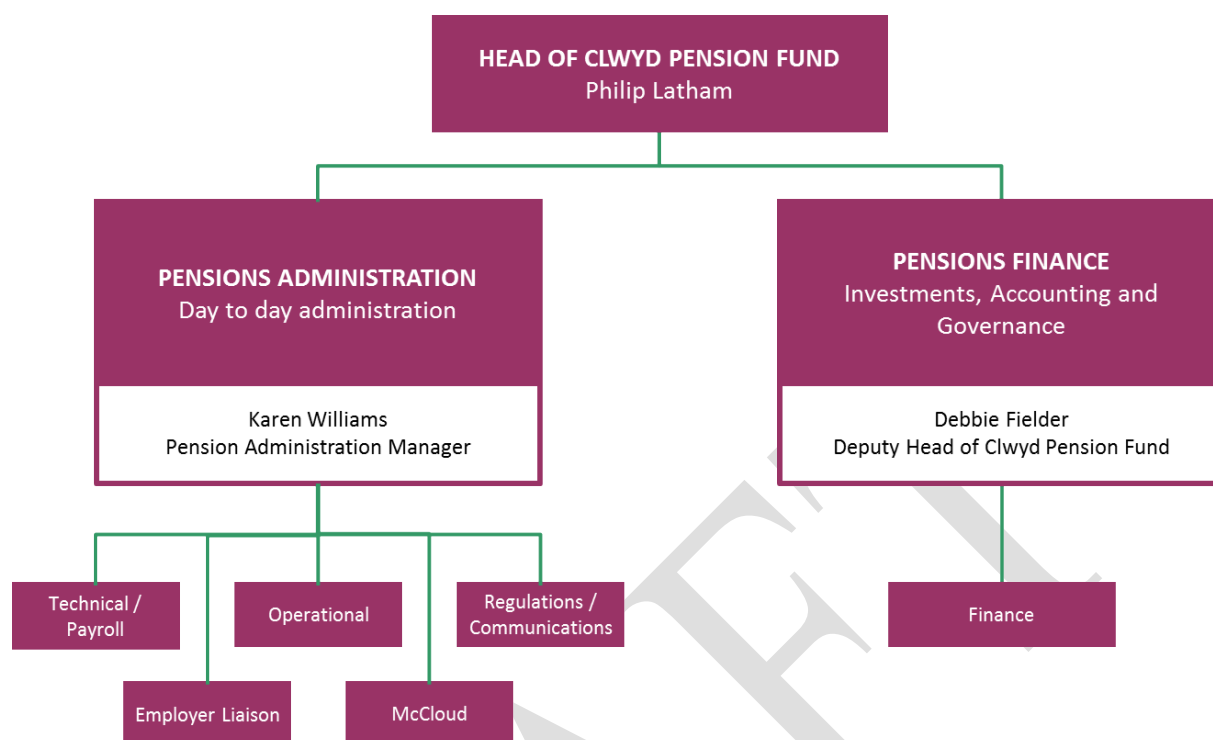 HEAD OF CLWYD PENSION FUND
Philip Latham
PENSIONS ADMINISTRATION
Day to day administration
Karen Williams
Pension Administration Manager
PENSIONS FINANCE
Investments, Accounting and
Governance
Debbie Fielder
Deputy Head of Clwyd Pension Fund
Technical /
Payroll
Operational
Regulations /
Communications
Finance
Employer Liaison
McCloud